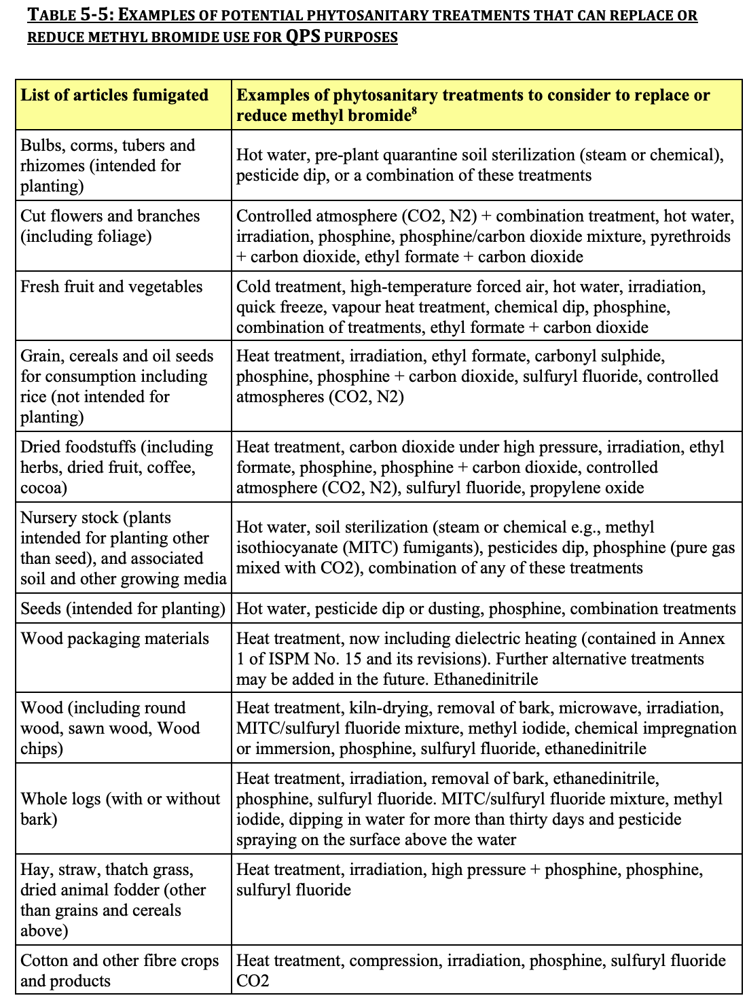 TABLE 5-5: EXAMPLES OF POTENTIAL PHYTOSANITARY TREATMENTS THAT CAN REPLACE OR
REDUCE METHYL BROMIDE USE FOR QPS PURPOSES
List of articles fumigated
Examples of phytosanitary treatments to consider to replace or
reduce methyl bromide⁸
Bulbs, corms, tubers and
rhizomes (intended for
planting)
Hot water, pre-plant quarantine soil sterilization (steam or chemical),
pesticide dip, or a combination of these treatments
Cut flowers and branches
(including foliage)
Controlled atmosphere (CO2, N2) + combination treatment, hot water,
irradiation, phosphine, phosphine/carbon dioxide mixture, pyrethroids
+ carbon dioxide, ethyl formate + carbon dioxide
Fresh fruit and vegetables
Cold treatment, high-temperature forced air, hot water, irradiation,
quick freeze, vapour heat treatment, chemical dip, phosphine,
combination of treatments, ethyl formate + carbon dioxide
Grain, cereals and oil seeds
for consumption including
rice (not intended for
planting)
Heat treatment, irradiation, ethyl formate, carbonyl sulphide,
phosphine, phosphine + carbon dioxide, sulfuryl fluoride, controlled
atmospheres (CO2, N2)
Dried foodstuffs (including
herbs, dried fruit, coffee,
cocoa)
Heat treatment, carbon dioxide under high pressure, irradiation, ethyl
formate, phosphine, phosphine + carbon dioxide, controlled
atmosphere (CO2, N2), sulfuryl fluoride, propylene oxide
Nursery stock (plants
intended for planting other
than seed), and associated
soil and other growing media
Hot water, soil sterilization (steam or chemical e.g., methyl
isothiocyanate (MITC) fumigants), pesticides dip, phosphine (pure gas
mixed with CO2), combination of any of these treatments
Seeds (intended for planting)
Hot water, pesticide dip or dusting, phosphine, combination treatments
Wood packaging materials
Heat treatment, now including dielectric heating (contained in Annex
1 of ISPM No. 15 and its revisions). Further alternative treatments
may be added in the future. Ethanedinitrile
Wood (including round
wood, sawn wood, Wood
chips)
Heat treatment, kiln-drying, removal of bark, microwave, irradiation,
MITC/sulfuryl fluoride mixture, methyl iodide, chemical impregnation
or immersion, phosphine, sulfuryl fluoride, ethanedinitrile
Whole logs (with or without
bark)
Heat treatment, irradiation, removal of bark, ethanedinitrile,
phosphine, sulfuryl fluoride. MITC/sulfuryl fluoride mixture, methyl
iodide, dipping in water for more than thirty days and pesticide
spraying on the surface above the water
Hay, straw, thatch grass,
dried animal fodder (other
than grains and cereals
above)
Heat treatment, irradiation, high pressure + phosphine, phosphine,
sulfuryl fluoride
Cotton and other fibre crops
and products
Heat treatment, compression, irradiation, phosphine, sulfuryl fluoride
CO2